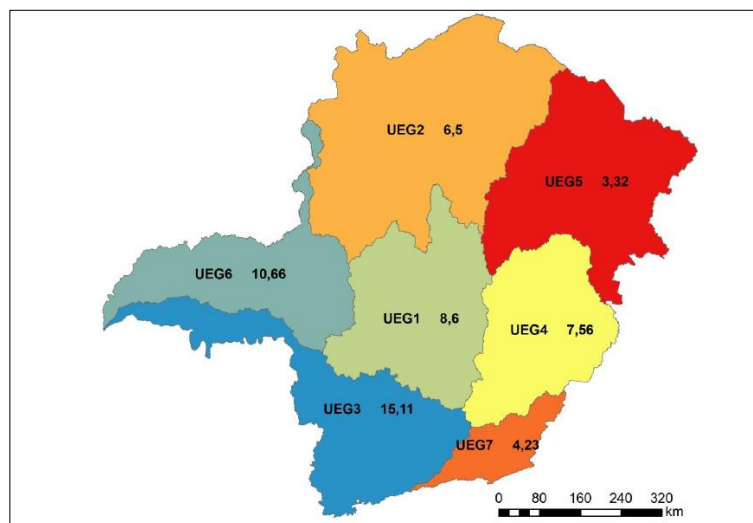 UEG2 6,5
UEG5 3,32
UEG6 10,66
UEG1 8,6
UEG4 7,56
UEG3 15,11
UEG7 4,23
0 80 160 240 320
km